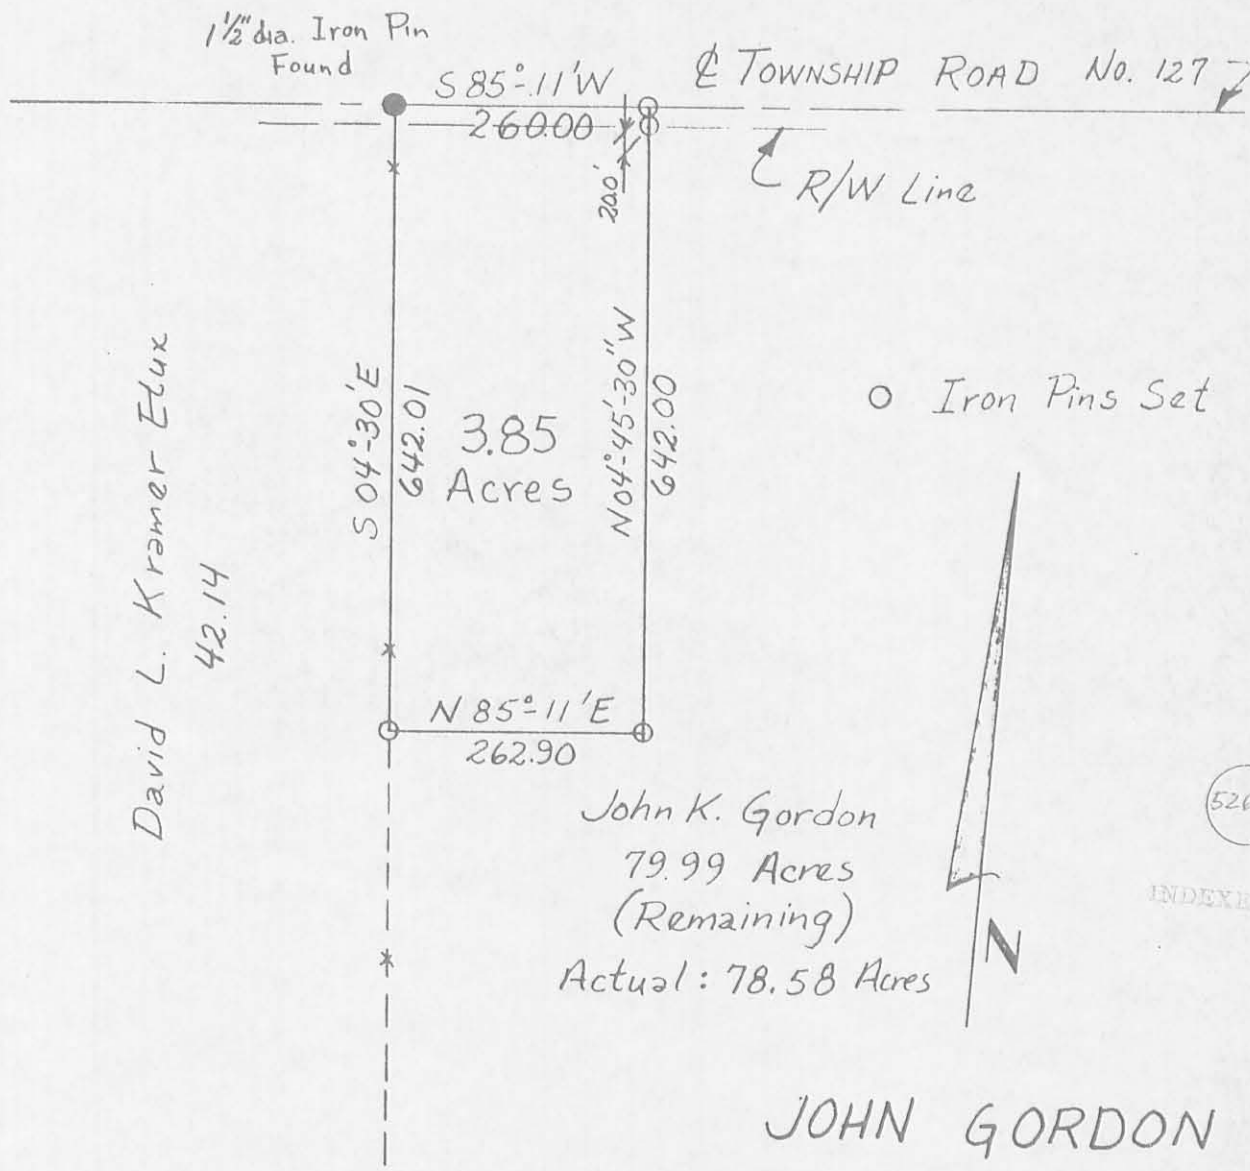 1½" dia. Iron Pin
Found
S 85°-11'W
260.00
℄ TOWNSHIP ROAD No. 127
R/W Line
20.0'
S 04°-30'E
642.01
3.85
Acres
N04°-45'-30"W
642.00
Iron Pins Set
David L. Kramer Etux
42.14
N 85°-11'E
262.90
John K. Gordon
79.99 Acres
(Remaining)
Actual: 78.58 Acres
N
JOHN GORDON